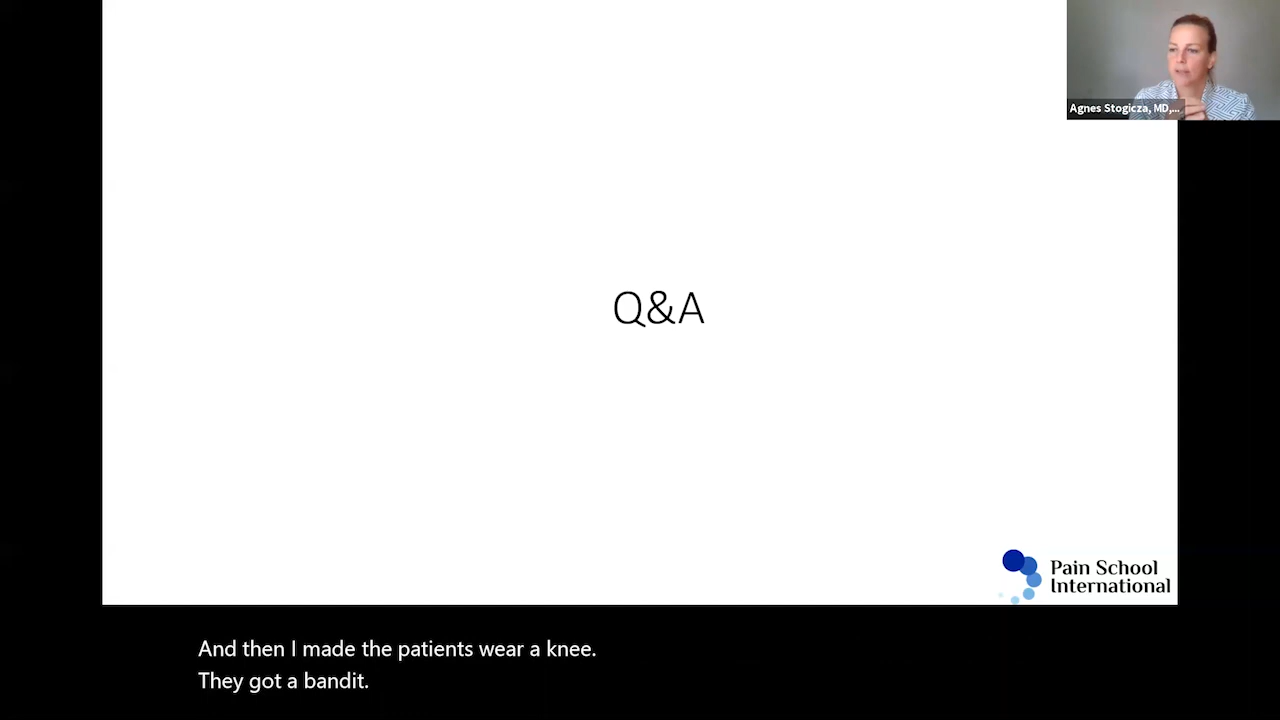 Agnes Stogicza, MD,...
Q&A
Pain School
International
And then I made the patients wear a knee.
They got a bandit.